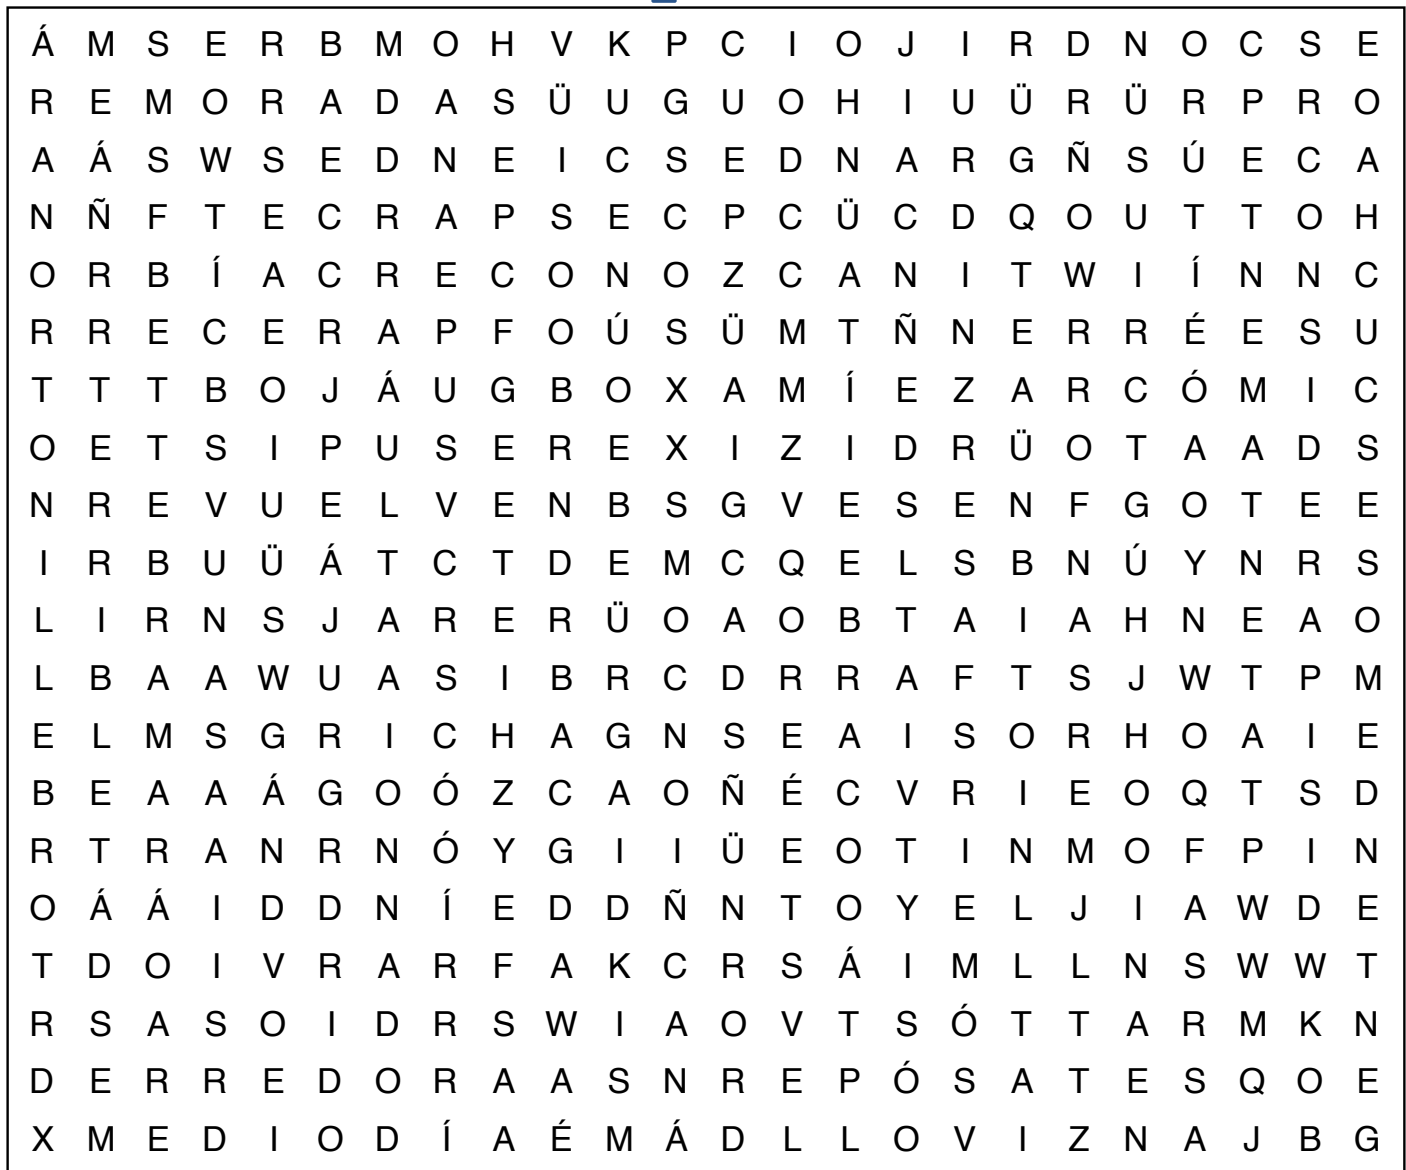 Á M S E R B M O H V K P C I O J I R D N O C S E
R E M O R A D A S Ü U G U O H I U Ü R Ü R P R O
A Á S W S E D N E I C S E D N A R G Ñ S Ú E C A
N Ñ F T E C R A P S E C P C Ü C D Q O U T T O H
O R B Í A C R E C O N O Z C A N I T W I Í N N C
R R E C E R A P F O Ú S Ü M T Ñ N E R R É E S U
T T T B O J Á U G B O X A M Í E Z A R C Ó M I C
O E T S I P U S E R E X I Z I D R Ü O T A A D S
N R E V U E L V E N B S G V E S E N F G O T E E
I R B U Ü Á T C T D E M C Q E L S B N Ú Y N R S
L I R N S J A R E R Ü O A O B T A I A H N E A O
L B A A W U A S I B R C D R R A F T S J W T P M
E L M S G R I C H A G N S E A I S O R H O A I E
B E A A Á G O Ó Z C A O Ñ É C V R I E O Q T S D
R T R A N R N Ó Y G I I Ü E O T I N M O F P I N
O Á Á I D D N Í E D D Ñ N T O Y E L J I A W D E
T D O I V R A R F A K C R S Á I M L L N S W W T
R S A S O I D R S W I A O V T S Ó T T A R M K N
D E R R E D O R A A S N R E P Ó S A T E S Q O E
X M E D I O D Í A É M Á D L L O V I Z N A J B G